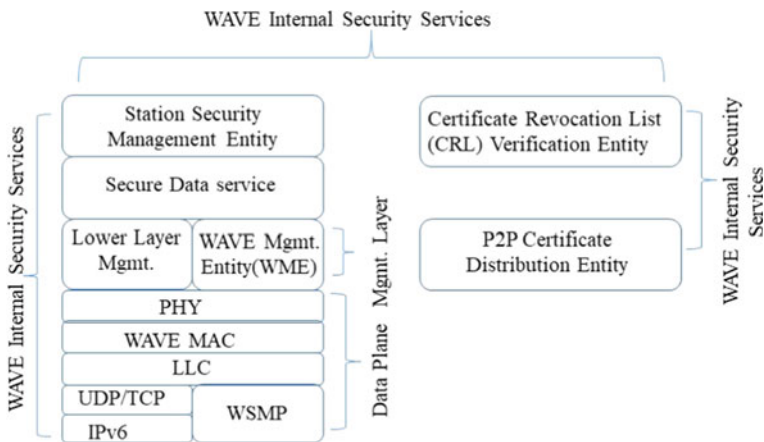 WAVE Internal Security Services
WAVE Internal Security Services
Station Security
Management Entity
Secure Data service
Lower Layer
Mgmt.
WAVE Mgmt.
Entity(WME)
PHY
WAVE MAC
LLC
UDP/TCP
IPv6
WSMP
Mgmt. Layer
Data Plane
Certificate Revocation List
(CRL) Verification Entity
P2P Certificate
Distribution Entity
WAVE Internal Security
Services